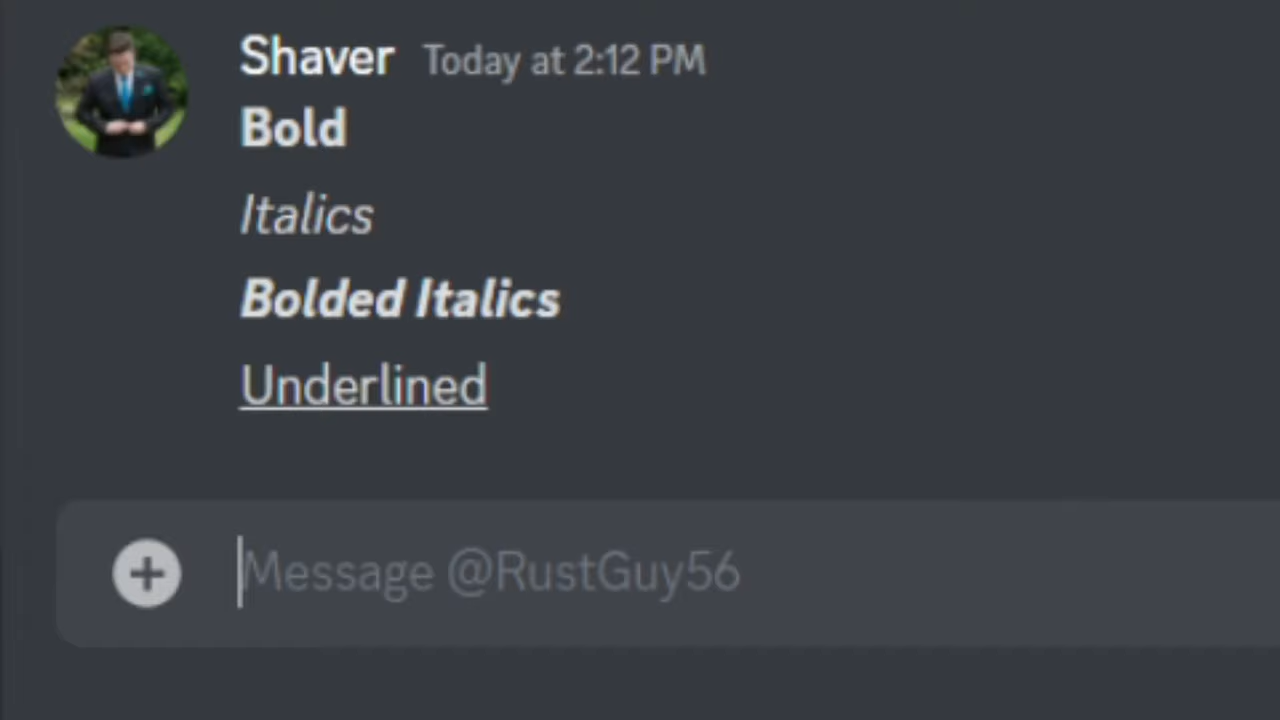 Shaver Today at 2:12 PM
Bold
Italics
Bolded Italics
Underlined
Message @RustGuy56